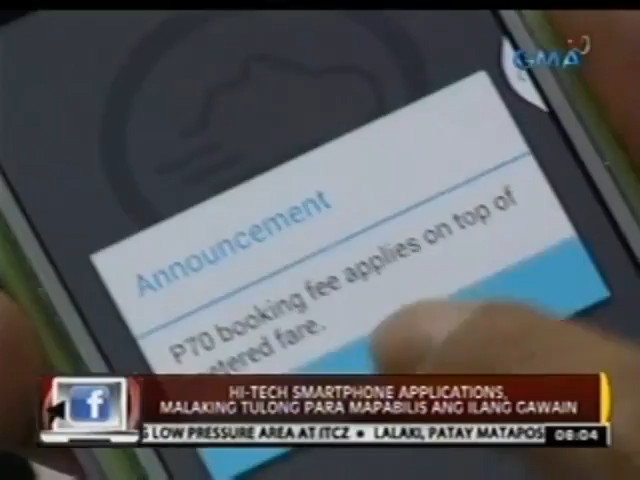 GMA
Announcement
P70 booking fee applies on top of
metered fare.
HI-TECH SMARTPHONE APPLICATIONS,
MALAKING TULONG PARA MAPABILIS ANG ILANG GAWAIN
f
S LOW PRESSURE AREA AT ITCZ ● LALAKI, PATAY MATAPOS
08:04